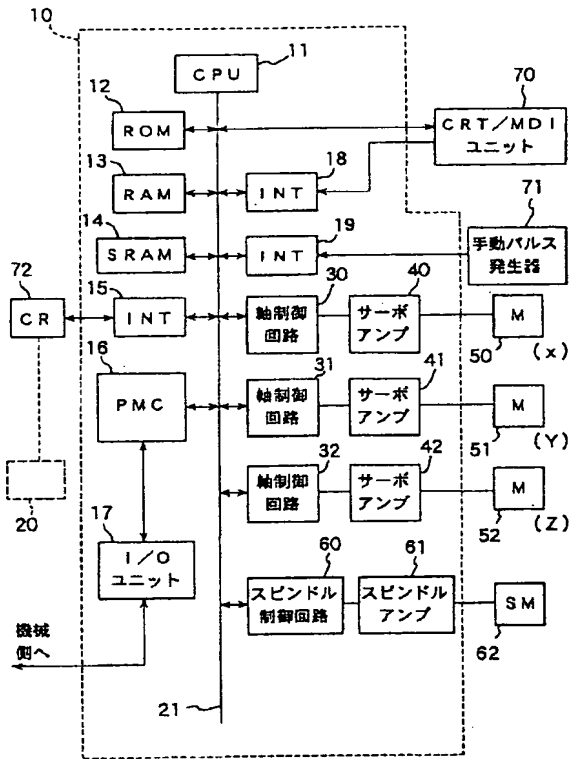 10
11
CPU
12
ROM
70
CRT/MDI
ユニット
13
RAM
18
INT
14
SRAM
19
INT
71
手動パルス
発生器
72
CR
15
INT
30
軸制御
回路
40
サーボ
アンプ
M
50
(x)
16
PMC
31
軸制御
回路
41
サーボ
アンプ
M
51
(Y)
20
32
軸制御
回路
42
サーボ
アンプ
M
52
(Z)
17
I/O
ユニット
60
スピンドル
制御回路
61
スピンドル
アンプ
SM
62
機械
側へ
21